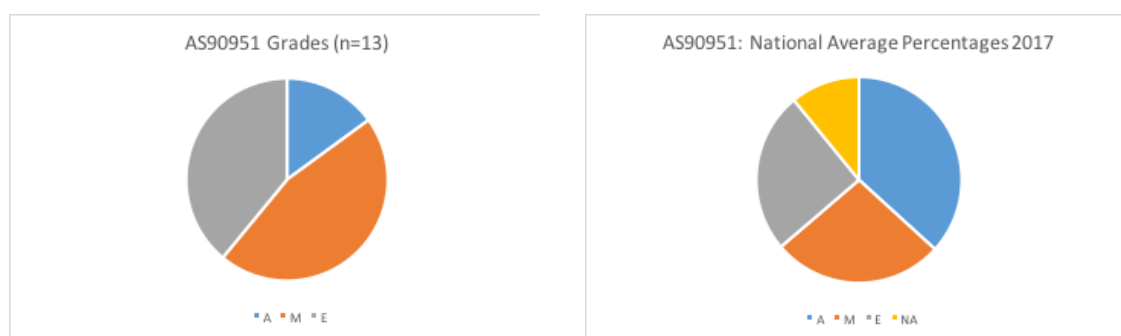 AS90951 Grades (n=13)
A M E
AS90951: National Average Percentages 2017
A M E NA